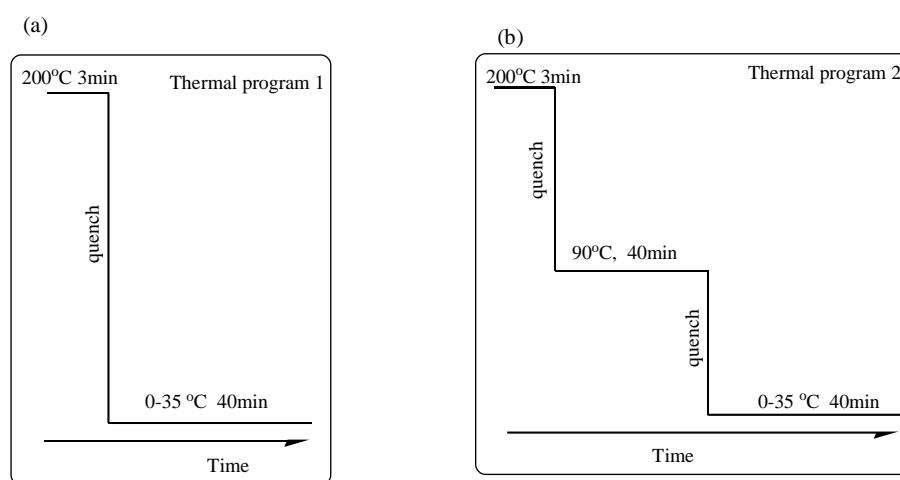 (a)
200°C 3min
Thermal program 1
quench
0-35 °C 40min
Time
(b)
Thermal program 2
200°C 3min
quench
90°C, 40min
quench
0-35 °C 40min
Time